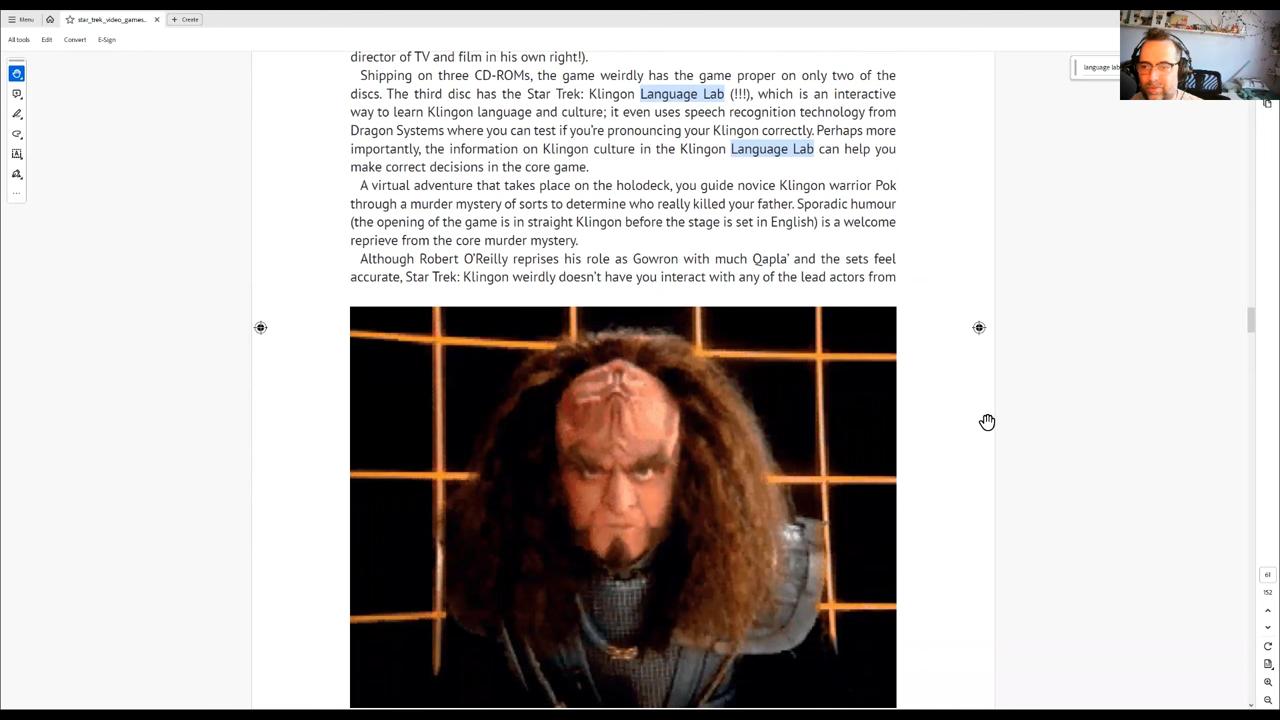 Menu
star_trek_video_games...
Create
All tools
Edit
Convert
E-Sign
language lab
director of TV and film in his own right!).
Shipping on three CD-ROMs, the game weirdly has the game proper on only two of the
discs. The third disc has the Star Trek: Klingon Language Lab (!!!), which is an interactive
way to learn Klingon language and culture; it even uses speech recognition technology from
Dragon Systems where you can test if you’re pronouncing your Klingon correctly. Perhaps more
importantly, the information on Klingon culture in the Klingon Language Lab can help you
make correct decisions in the core game.
A virtual adventure that takes place on the holodeck, you guide novice Klingon warrior Pok
through a murder mystery of sorts to determine who really killed your father. Sporadic humour
(the opening of the game is in straight Klingon before the stage is set in English) is a welcome
reprieve from the core murder mystery.
Although Robert O’Reilly reprises his role as Gowron with much Qapla’ and the sets feel
accurate, Star Trek: Klingon weirdly doesn’t have you interact with any of the lead actors from
61
152